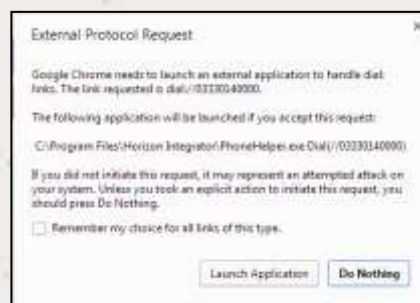 External Protocol Request
Google Chrome needs to launch an external application to handle dial:
links. The link requested is dial://03330140000.
The following application will be launched if you accept this request:
C:\Program Files\Horizon Integrator\PhoneHelper.exe Dial(//03330140000)
If you did not initiate this request, it may represent an attempted attack on
your system. Unless you took an explicit action to initiate this request, you
should press Do Nothing.
Remember my choice for all links of this type.
Launch Application
Do Nothing